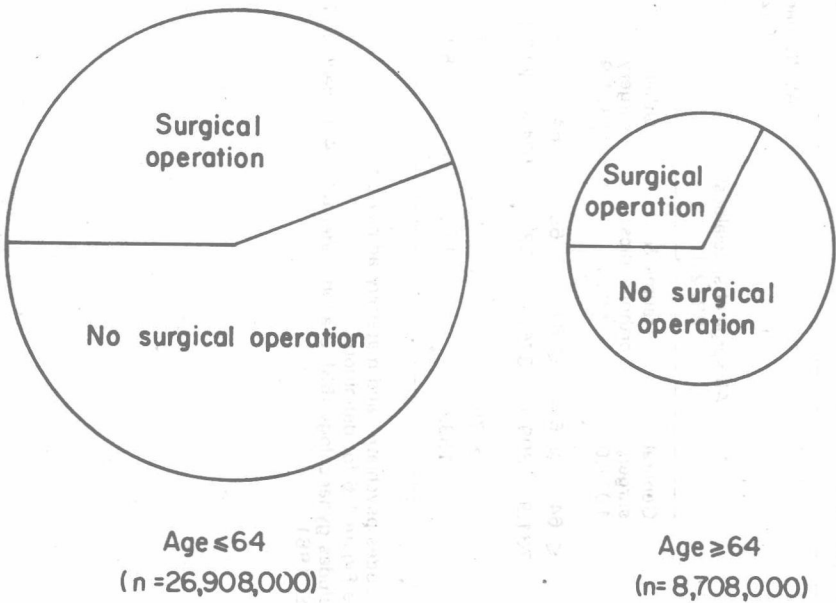 Surgical
operation
No surgical operation
Age ≤ 64
(n = 26,908,000)
Surgical
operation
No surgical
operation
Age ≥ 64
(n= 8,708,000)